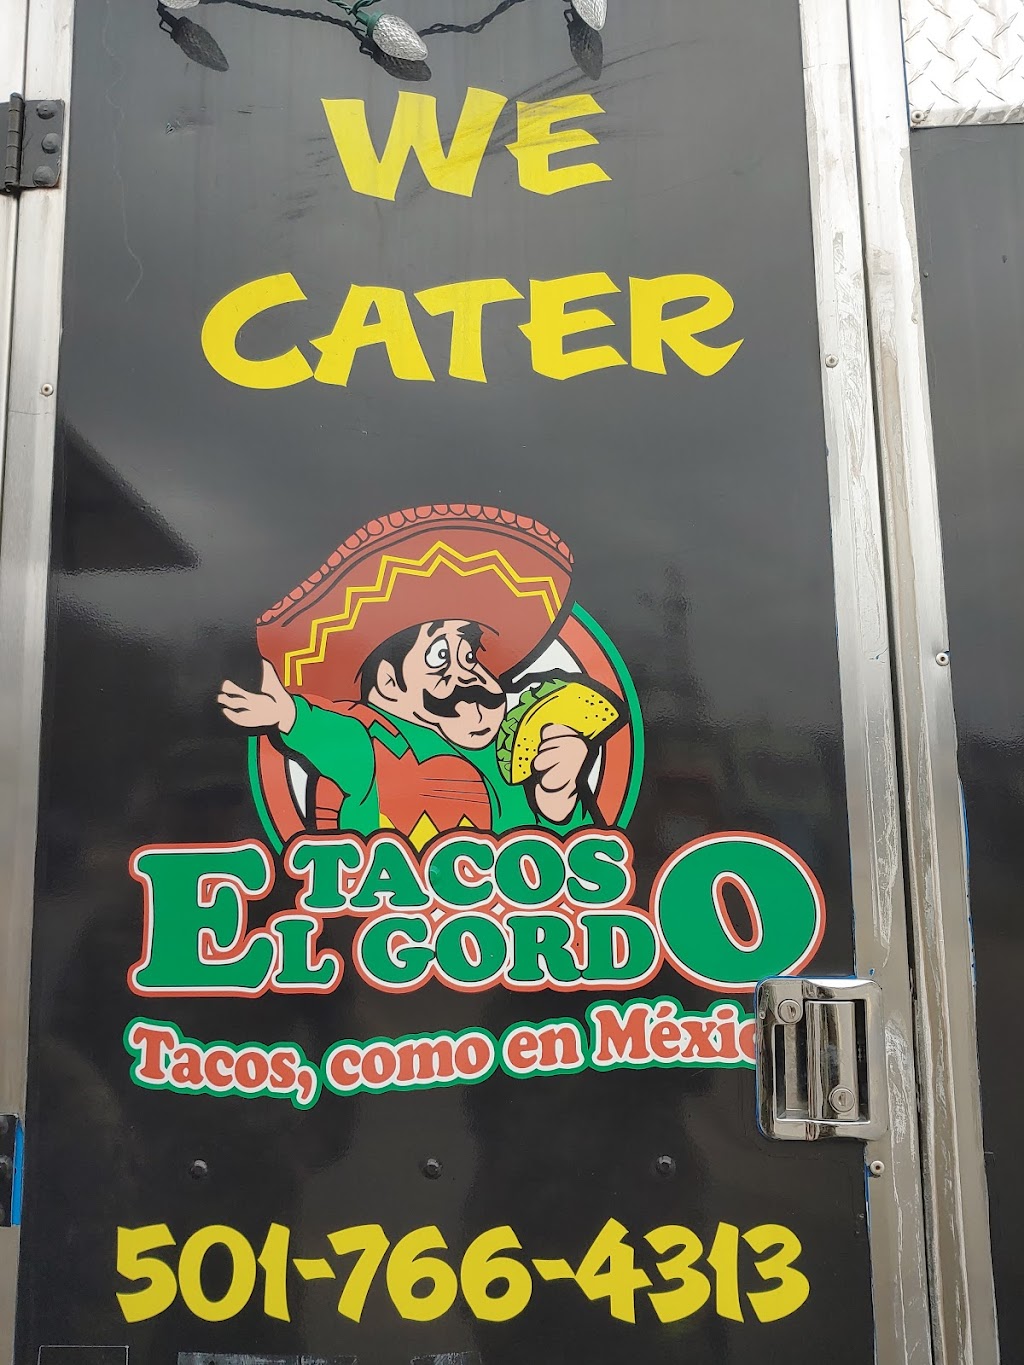 WE
CATER
TACOS
EL GORDO
Tacos, como en Méxic
501-766-4313